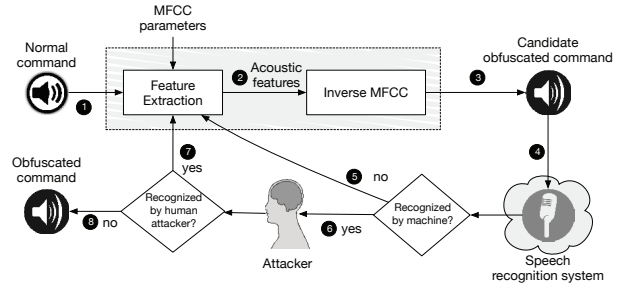 MFCC
parameters
Normal
command
Candidate
obfuscated command
1
Feature
Extraction
2
Acoustic
features
Inverse MFCC
3
4
7
yes
5
no
Obfuscated
command
8
no
Recognized
by human
attacker?
6
yes
Recognized
by machine?
Attacker
Speech
recognition system